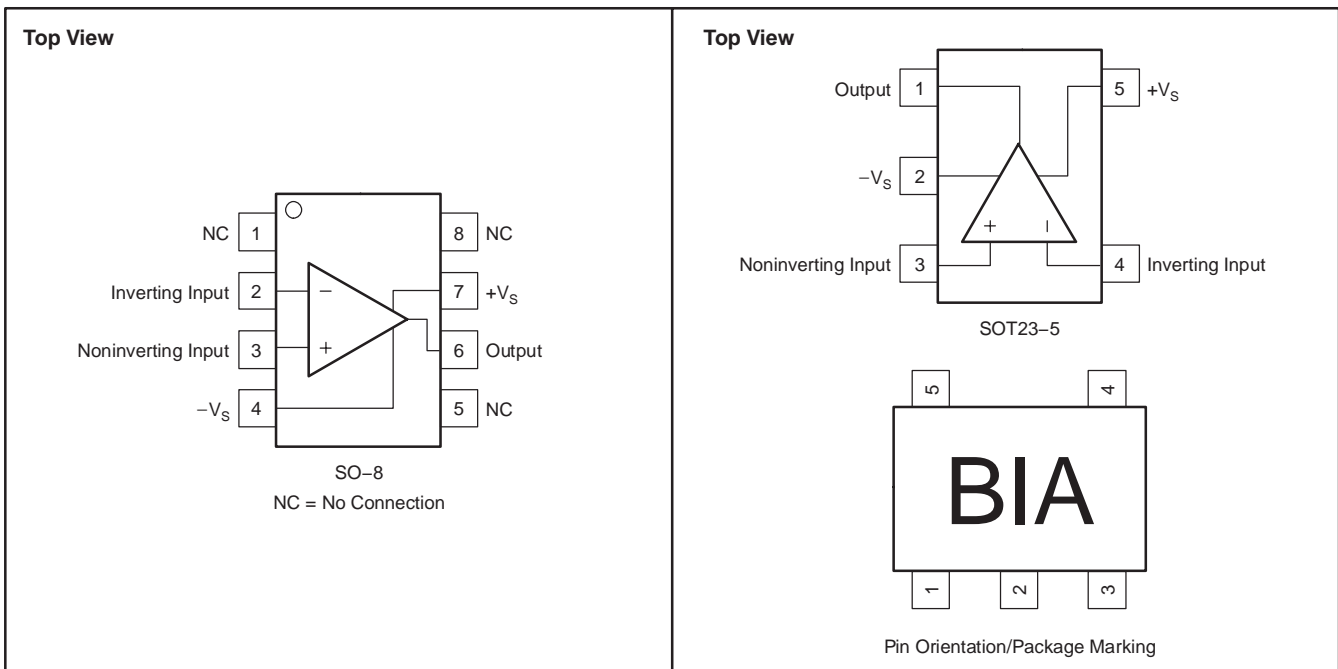 Top View
NC 1
8 NC
Inverting Input 2
7 +VS
Noninverting Input 3
6 Output
−VS 4
5 NC
− +
SO−8
NC = No Connection
Top View
Output 1
5 +VS
−VS 2
Noninverting Input 3
4 Inverting Input
+ −
SOT23−5
5 4
BIA
1 2 3
Pin Orientation/Package Marking